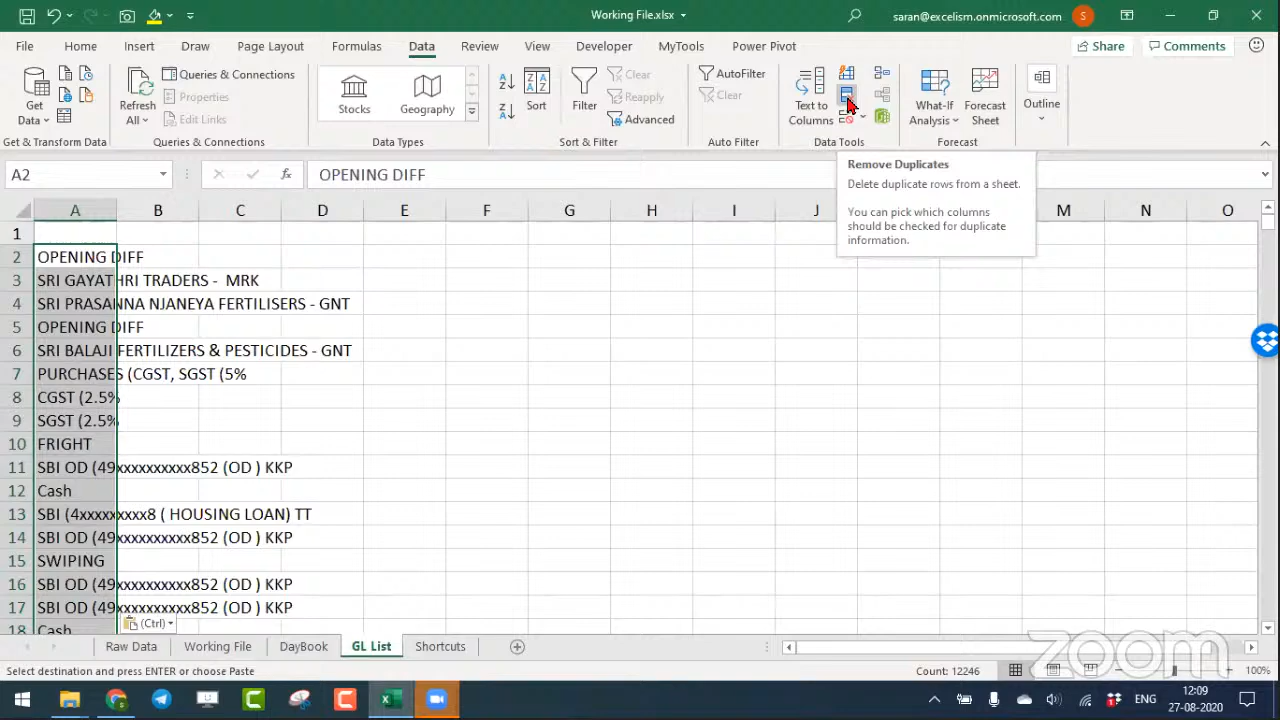 Working File.xlsx
saran@excelism.onmicrosoft.com
S
File Home Insert Draw Page Layout Formulas Data Review View Developer MyTools Power Pivot
Share Comments
Get Data
Refresh All
Queries & Connections
Properties
Edit Links
Stocks
Geography
Sort
Filter
Clear
Reapply
Advanced
AutoFilter
Clear
Text to Columns
What-If Analysis
Forecast Sheet
Outline
Get & Transform Data
Queries & Connections
Data Types
Sort & Filter
Auto Filter
Data Tools
Forecast
Remove Duplicates
Delete duplicate rows from a sheet.
You can pick which columns
should be checked for duplicate
information.
A2
fx
OPENING DIFF
A B C D E F G H I J M N O
1
2 OPENING DIFF
3 SRI GAYATHRI TRADERS - MRK
4 SRI PRASANNA NJANEYA FERTILISERS - GNT
5 OPENING DIFF
6 SRI BALAJI FERTILIZERS & PESTICIDES - GNT
7 PURCHASES (CGST, SGST (5%
8 CGST (2.5%
9 SGST (2.5%
10 FRIGHT
11 SBI OD (49xxxxxxxxxx852 (OD ) KKP
12 Cash
13 SBI (4xxxxxxxxx8 ( HOUSING LOAN) TT
14 SBI OD (49xxxxxxxxxx852 (OD ) KKP
15 SWIPING
16 SBI OD (49xxxxxxxxxx852 (OD ) KKP
17 SBI OD (49xxxxxxxxxx852 (OD ) KKP
18 Cash
(Ctrl)
Raw Data Working File DayBook GL List Shortcuts
zoom
Select destination and press ENTER or choose Paste
Count: 12246
100%
ENG
12:09
27-08-2020